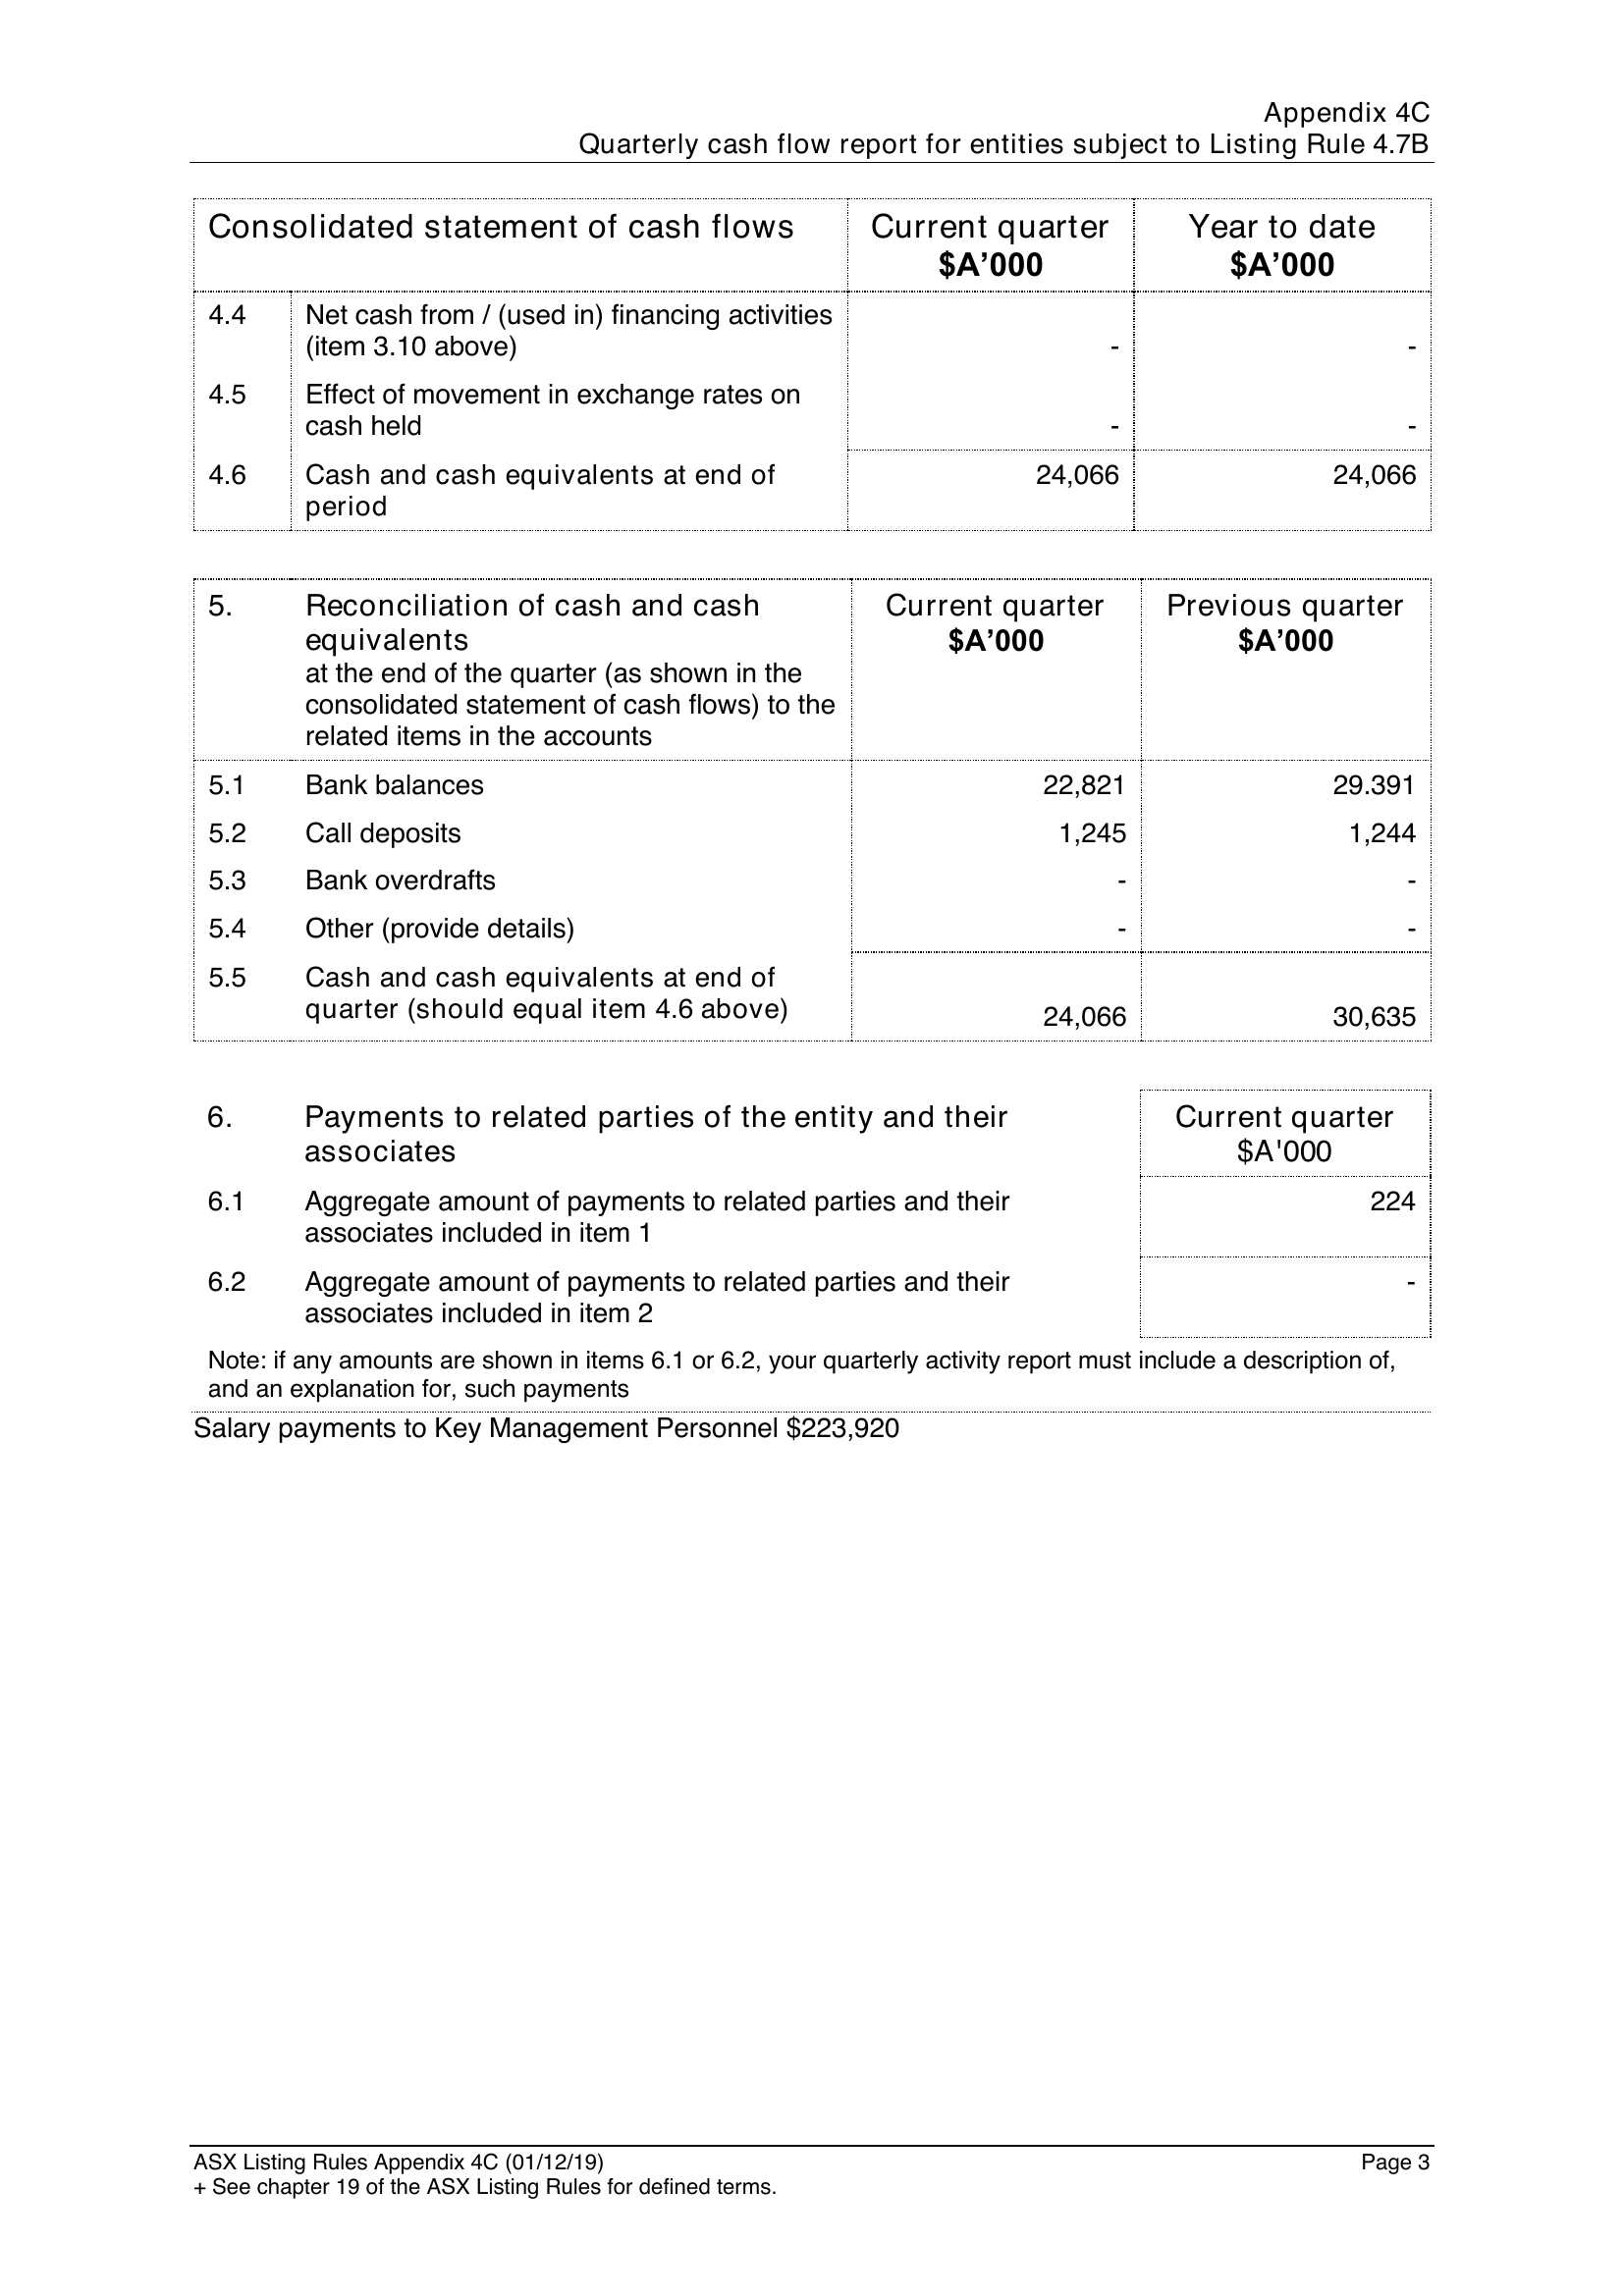 Appendix 4C
Quarterly cash flow report for entities subject to Listing Rule 4.7B
Consolidated statement of cash flows Current quarter Year to date
$A’000 $A’000
4.4 Net cash from / (used in) financing activities
(item 3.10 above) - -
4.5 Effect of movement in exchange rates on
cash held - -
4.6 Cash and cash equivalents at end of 24,066 24,066
period
5. Reconciliation of cash and cash Current quarter Previous quarter
equivalents $A’000 $A’000
at the end of the quarter (as shown in the
consolidated statement of cash flows) to the
related items in the accounts
5.1 Bank balances 22,821 29.391
5.2 Call deposits 1,245 1,244
5.3 Bank overdrafts - -
5.4 Other (provide details) - -
5.5 Cash and cash equivalents at end of
quarter (should equal item 4.6 above) 24,066 30,635
6. Payments to related parties of the entity and their Current quarter
associates $A'000
6.1 Aggregate amount of payments to related parties and their 224
associates included in item 1
6.2 Aggregate amount of payments to related parties and their -
associates included in item 2
Note: if any amounts are shown in items 6.1 or 6.2, your quarterly activity report must include a description of,
and an explanation for, such payments
Salary payments to Key Management Personnel $223,920
ASX Listing Rules Appendix 4C (01/12/19) Page 3
+ See chapter 19 of the ASX Listing Rules for defined terms.